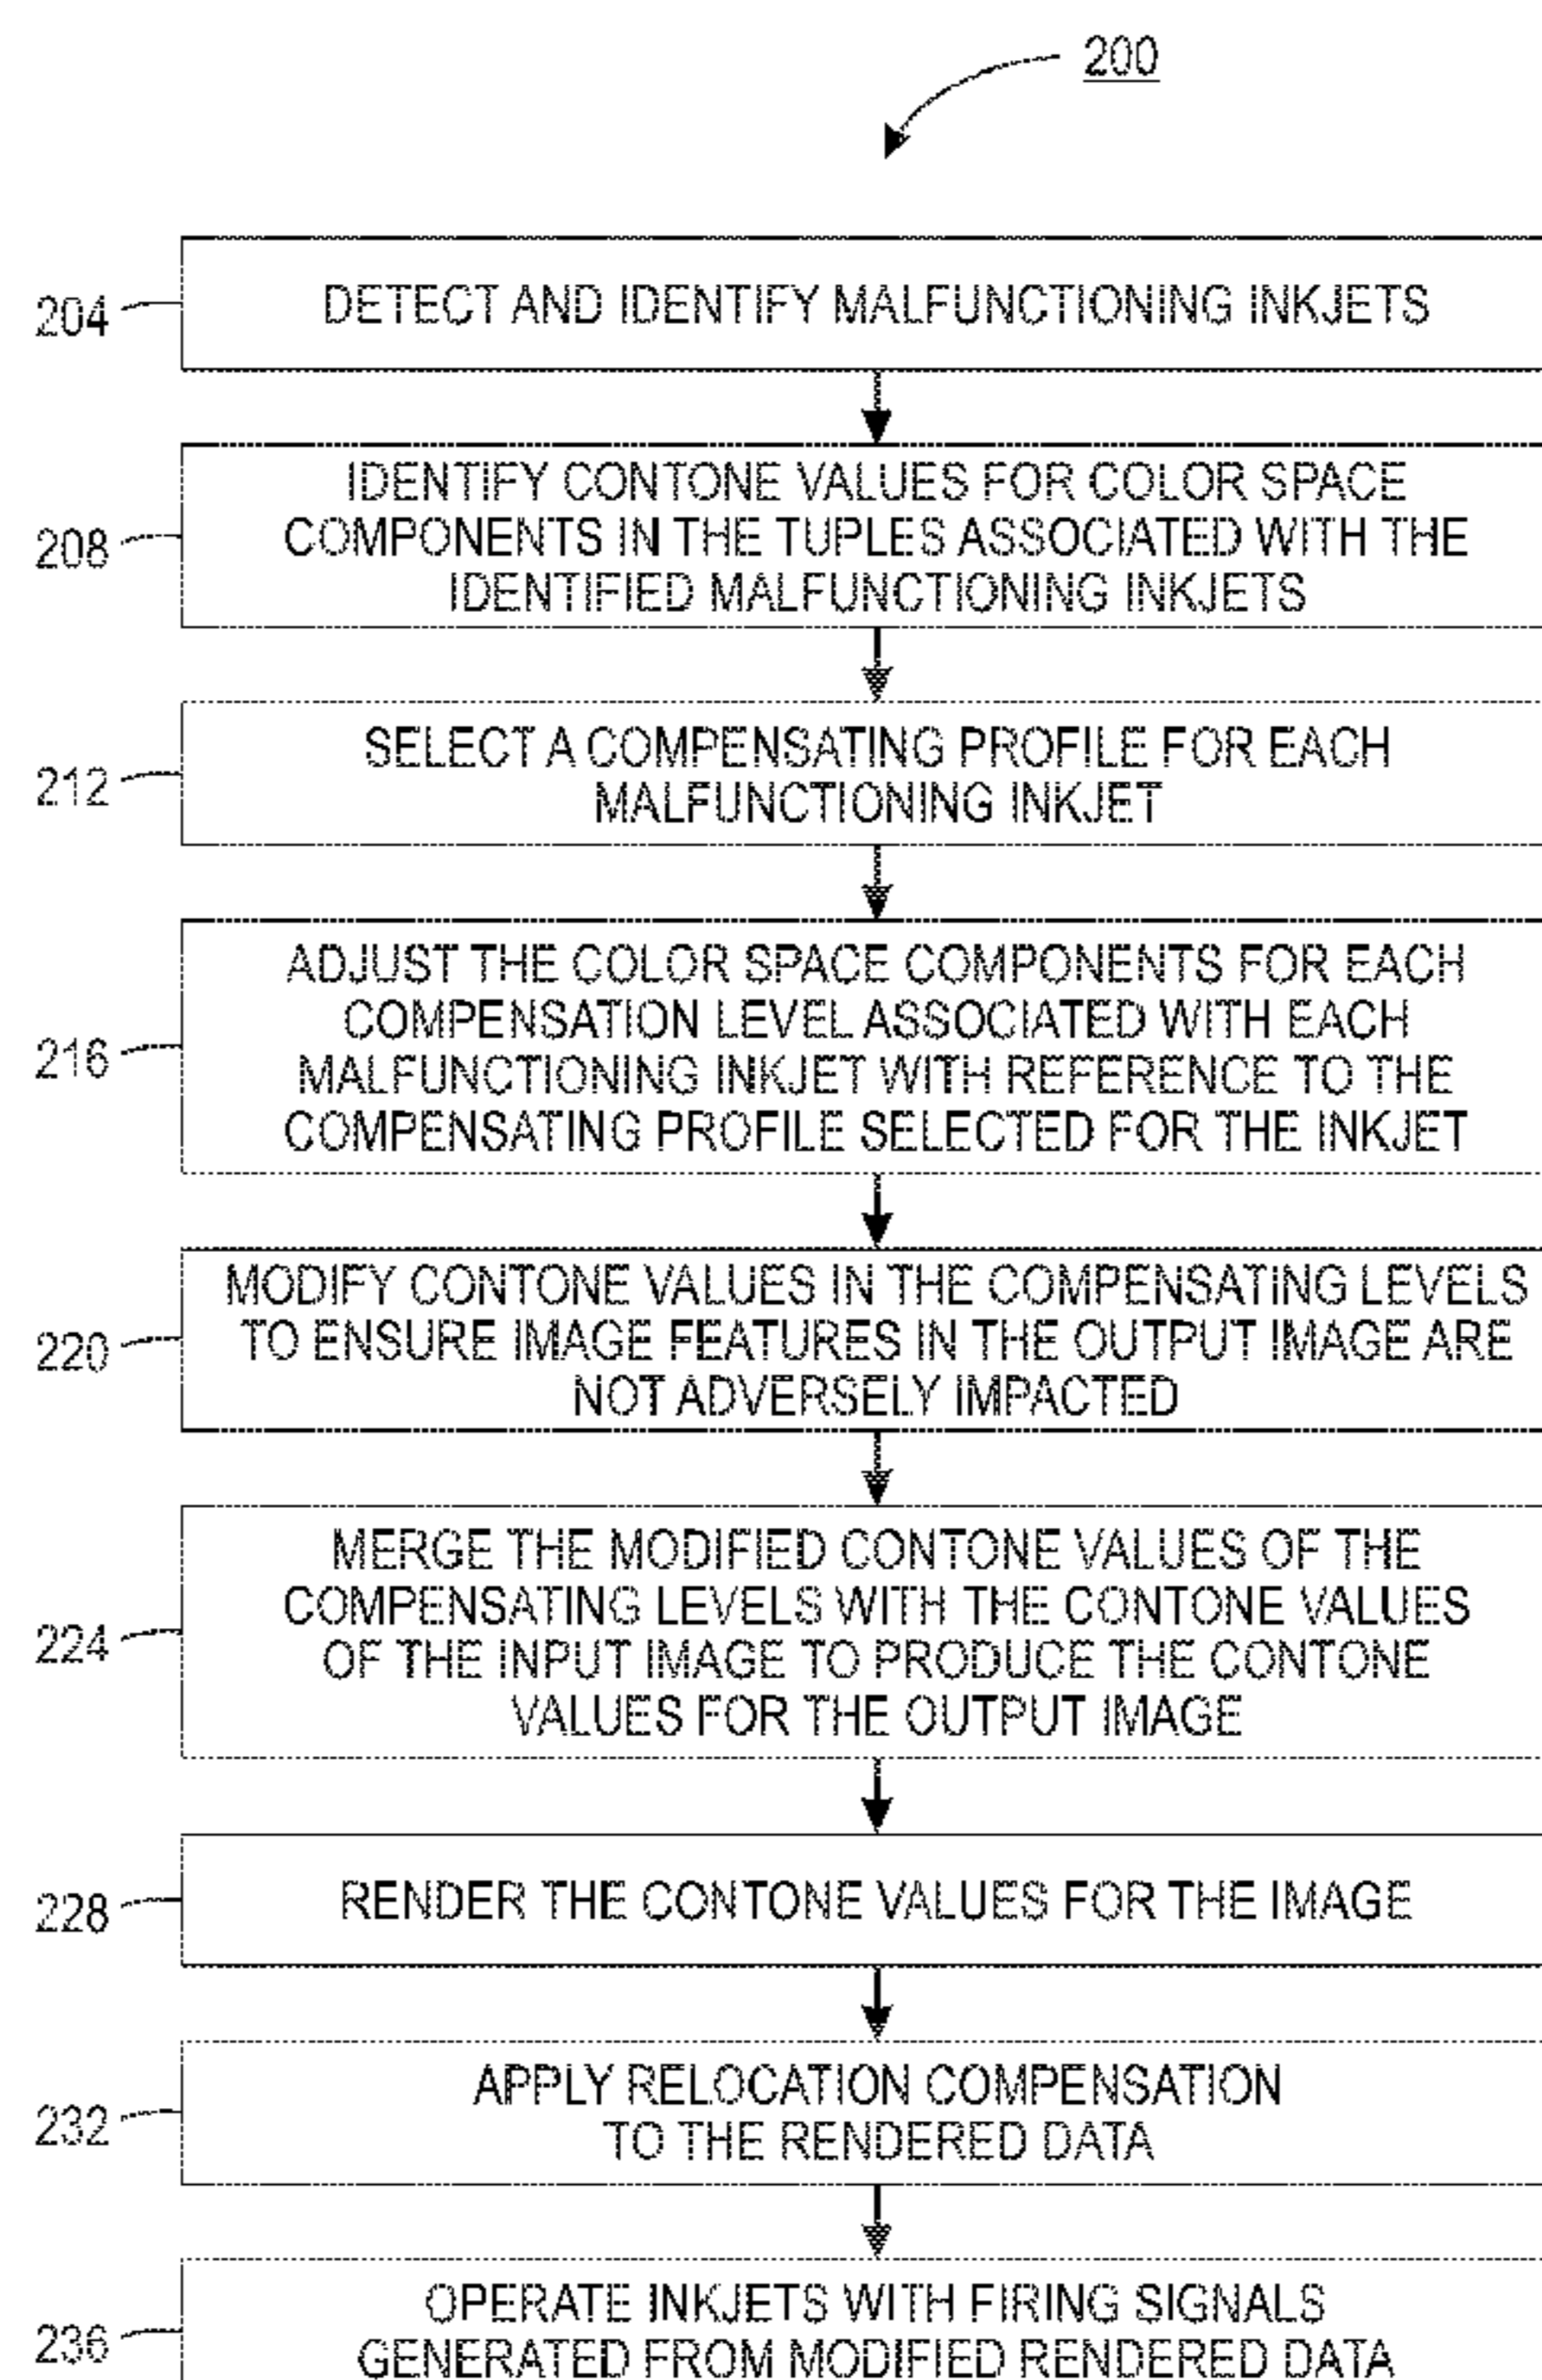 200
204
DETECT AND IDENTIFY MALFUNCTIONING INKJETS
208
IDENTIFY CONTONE VALUES FOR COLOR SPACE
COMPONENTS IN THE TUPLES ASSOCIATED WITH THE
IDENTIFIED MALFUNCTIONING INKJETS
212
SELECT A COMPENSATING PROFILE FOR EACH
MALFUNCTIONING INKJET
216
ADJUST THE COLOR SPACE COMPONENTS FOR EACH
COMPENSATION LEVEL ASSOCIATED WITH EACH
MALFUNCTIONING INKJET WITH REFERENCE TO THE
COMPENSATING PROFILE SELECTED FOR THE INKJET
220
MODIFY CONTONE VALUES IN THE COMPENSATING LEVELS
TO ENSURE IMAGE FEATURES IN THE OUTPUT IMAGE ARE
NOT ADVERSELY IMPACTED
224
MERGE THE MODIFIED CONTONE VALUES OF THE
COMPENSATING LEVELS WITH THE CONTONE VALUES
OF THE INPUT IMAGE TO PRODUCE THE CONTONE
VALUES FOR THE OUTPUT IMAGE
228
RENDER THE CONTONE VALUES FOR THE IMAGE
232
APPLY RELOCATION COMPENSATION
TO THE RENDERED DATA
236
OPERATE INKJETS WITH FIRING SIGNALS
GENERATED FROM MODIFIED RENDERED DATA